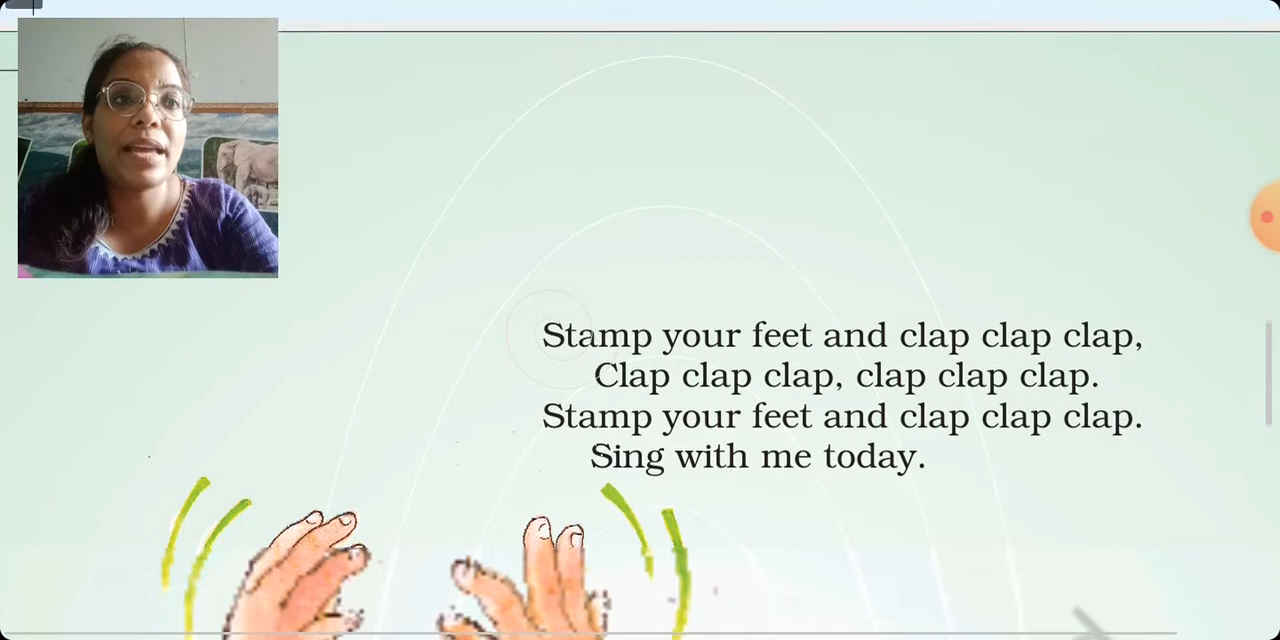 Stamp your feet and clap clap clap,
Clap clap clap, clap clap clap.
Stamp your feet and clap clap clap.
Sing with me today.